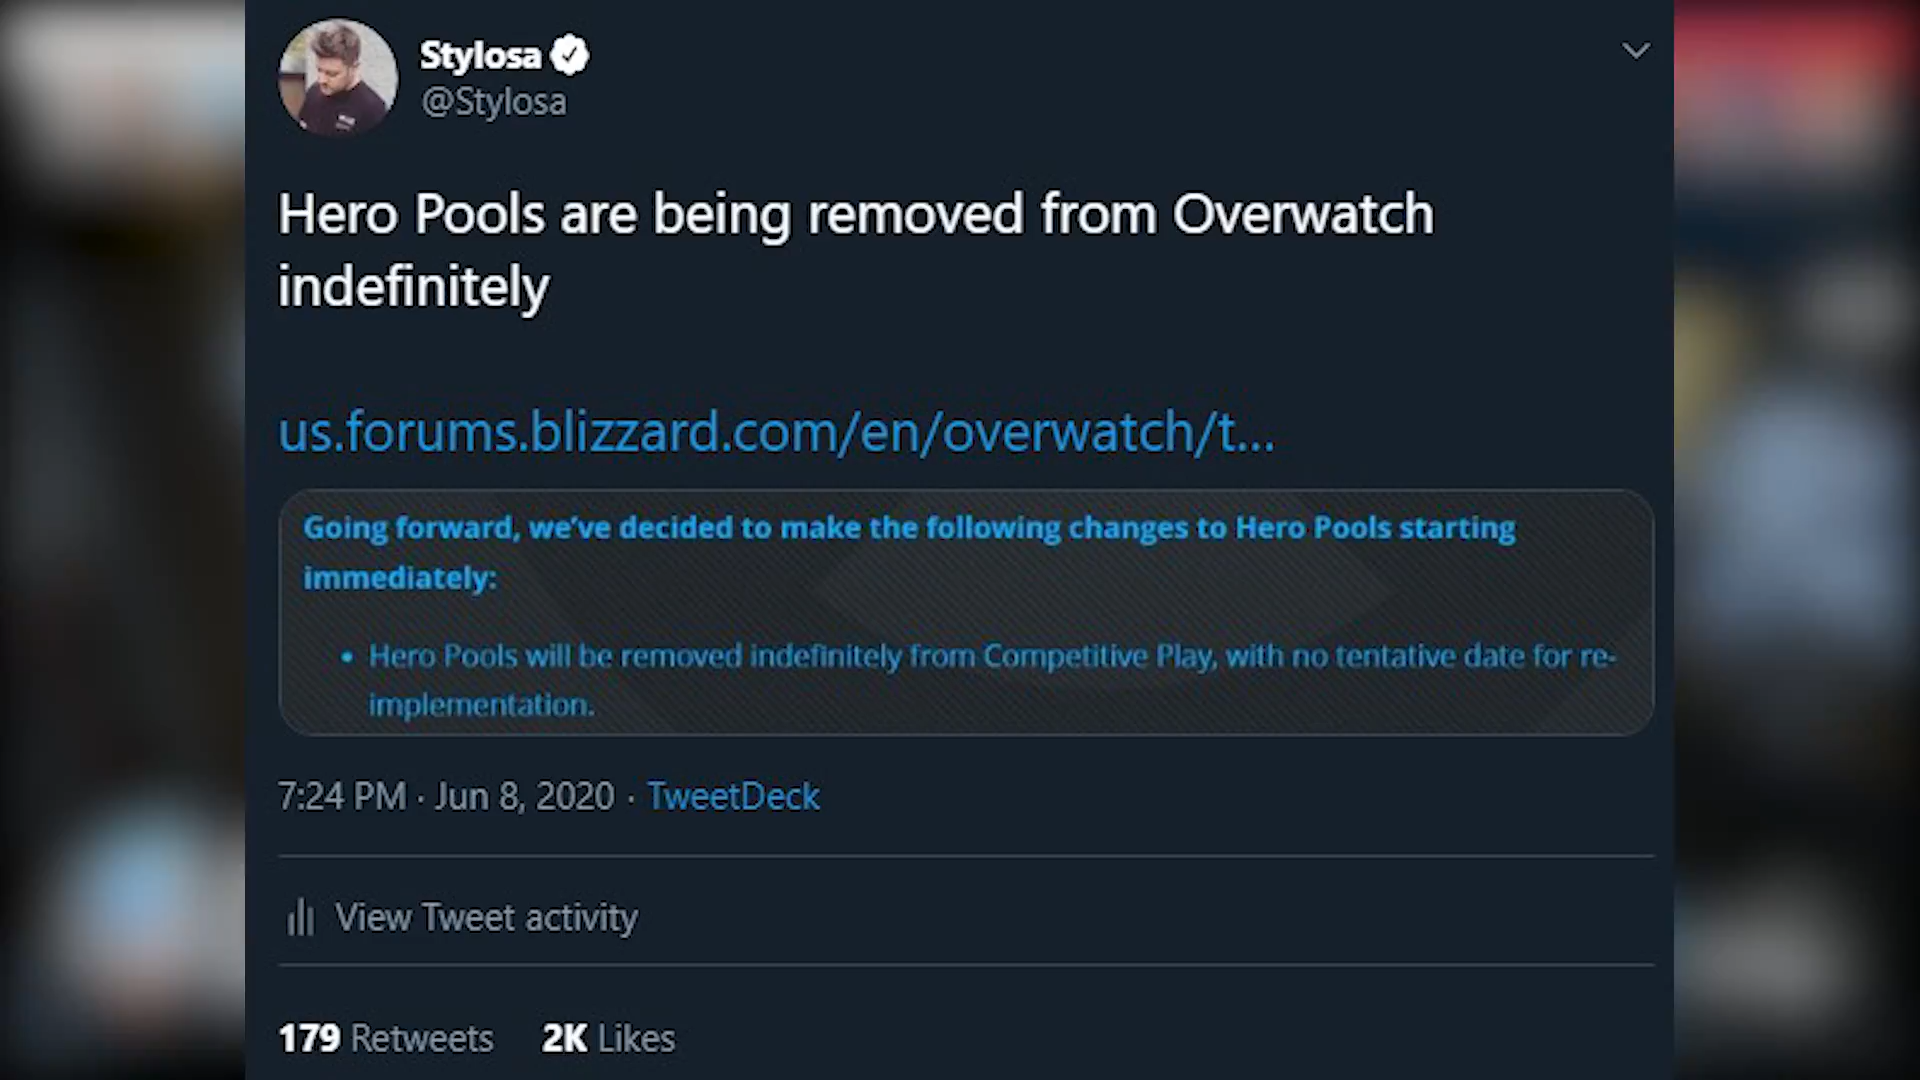 Stylosa
@Stylosa
Hero Pools are being removed from Overwatch
indefinitely
us.forums.blizzard.com/en/overwatch/t...
Going forward, we've decided to make the following changes to Hero Pools starting
immediately:
• Hero Pools will be removed indefinitely from Competitive Play, with no tentative date for re-
implementation.
7:24 PM · Jun 8, 2020 · TweetDeck
View Tweet activity
179 Retweets 2K Likes